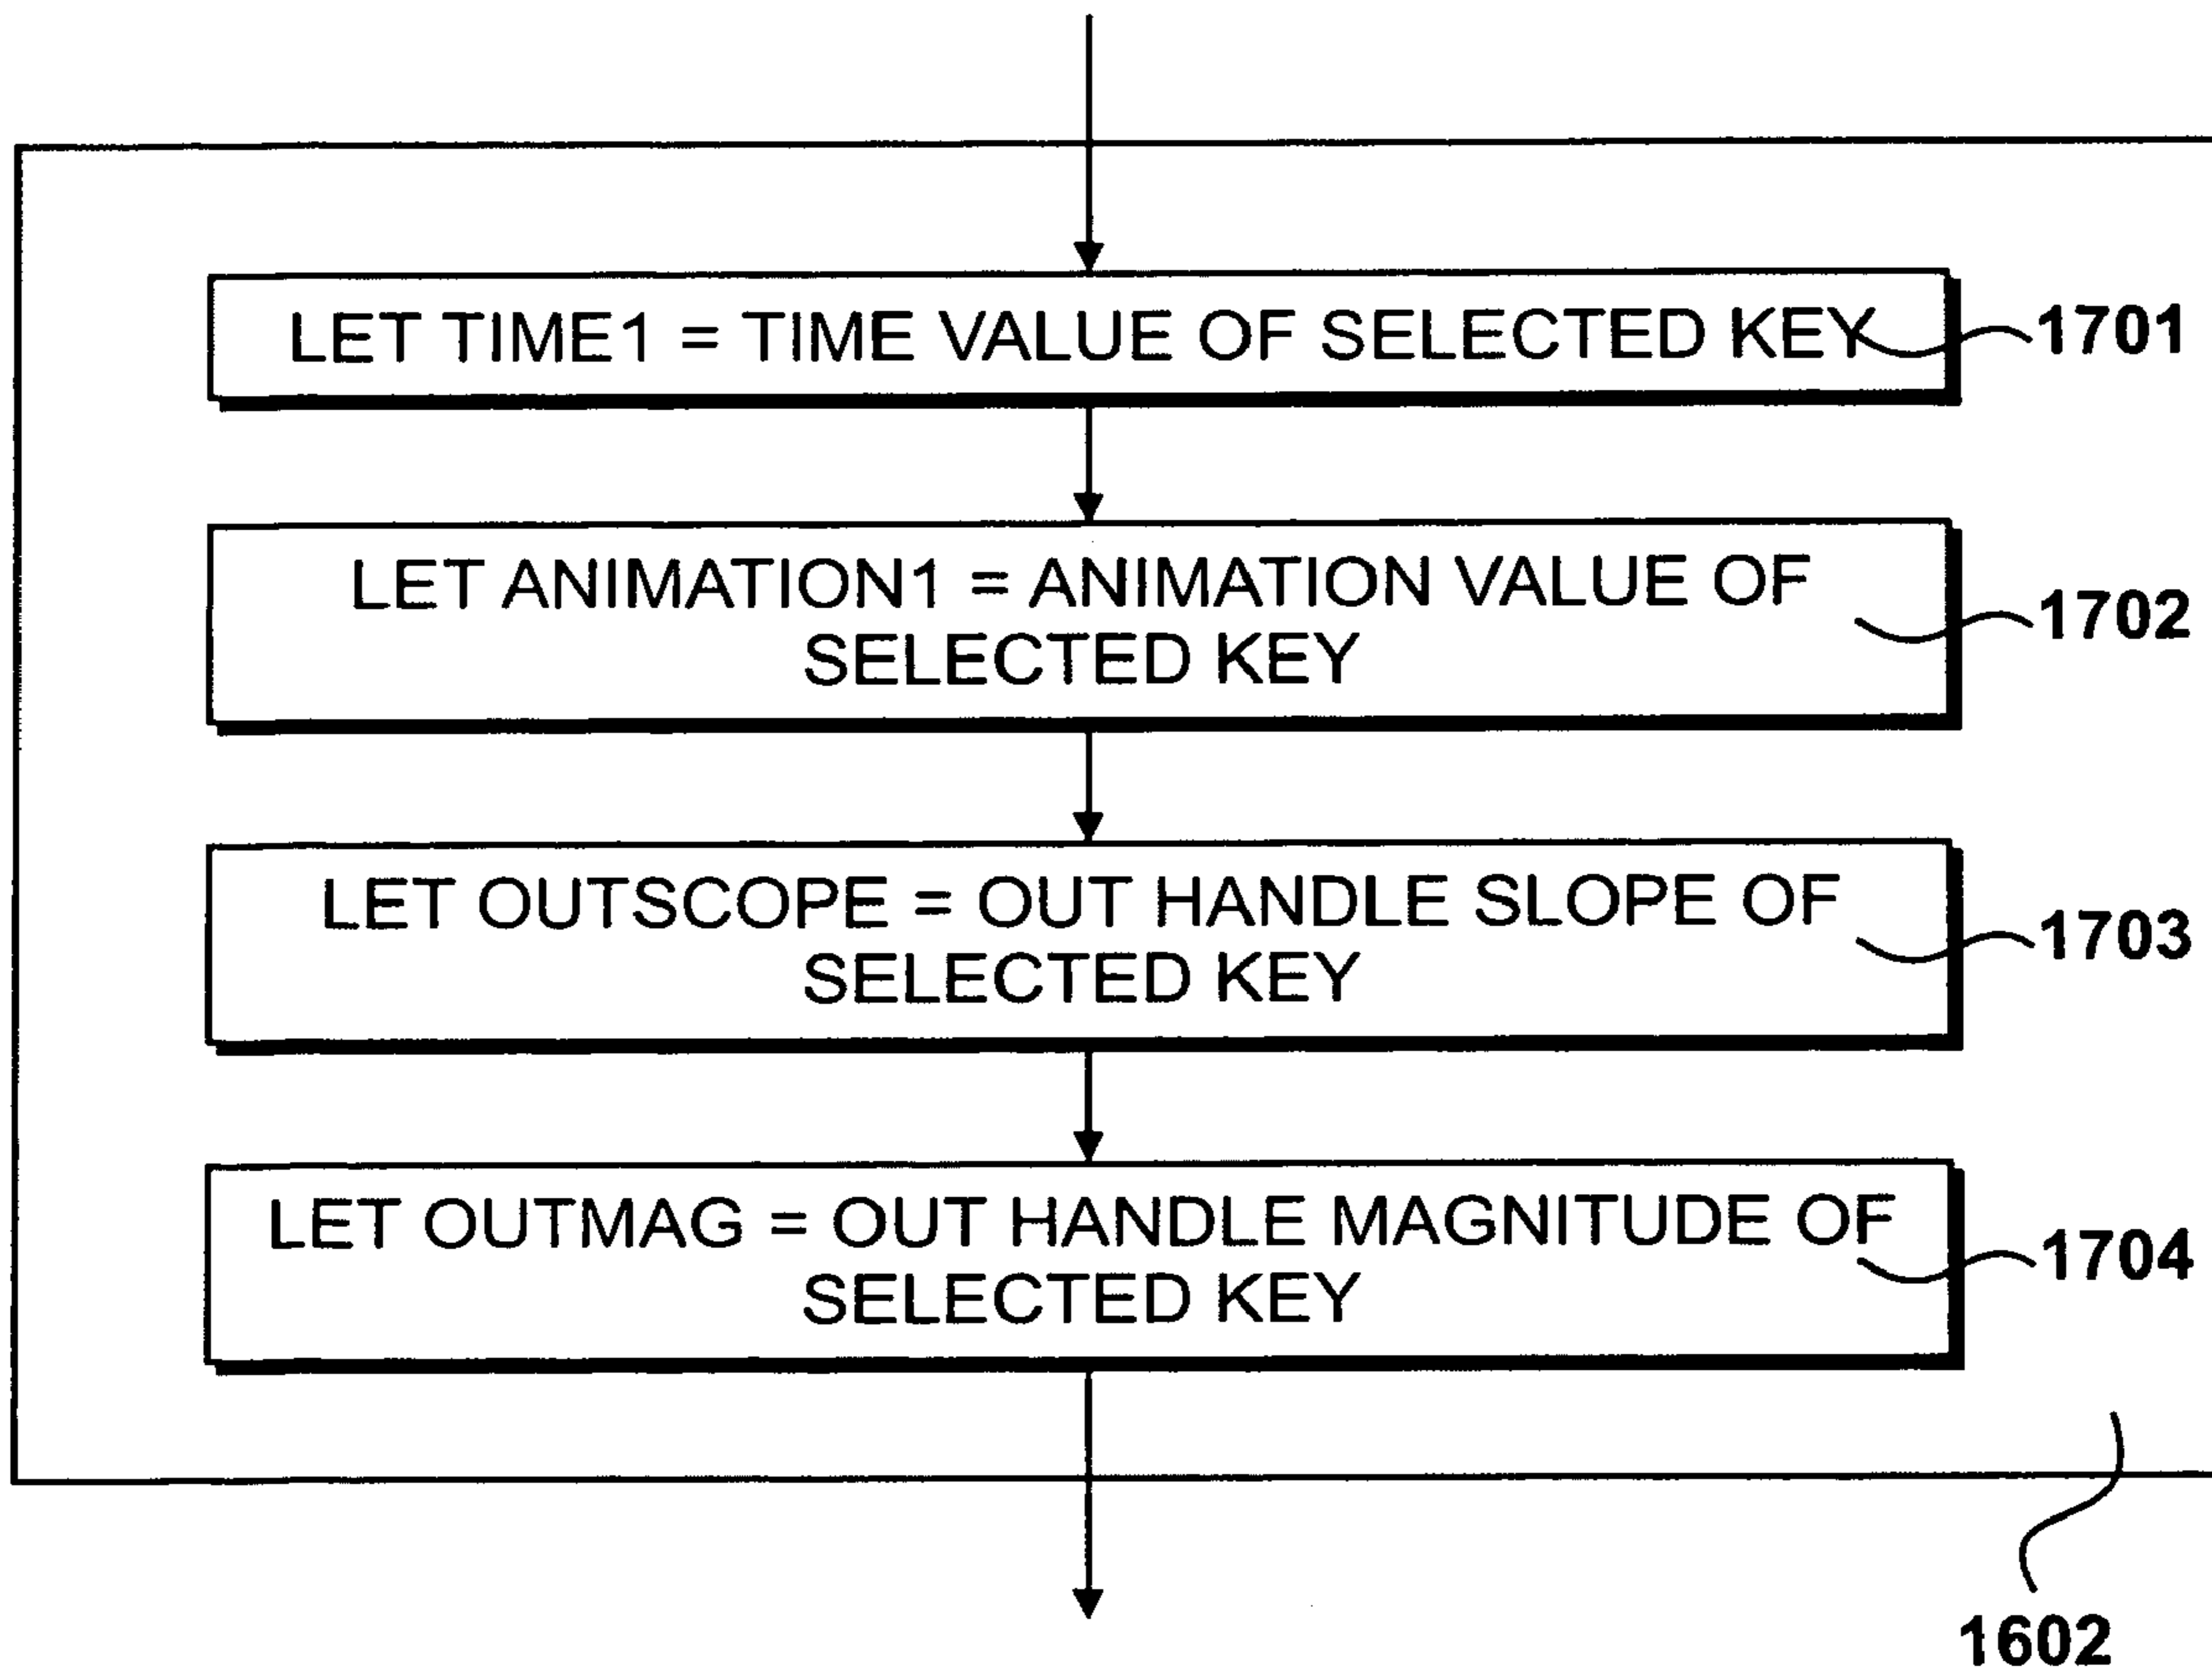 LET TIME1 = TIME VALUE OF SELECTED KEY
1701
LET ANIMATION1 = ANIMATION VALUE OF
SELECTED KEY
1702
LET OUTSCOPE = OUT HANDLE SLOPE OF
SELECTED KEY
1703
LET OUTMAG = OUT HANDLE MAGNITUDE OF
SELECTED KEY
1704
1602